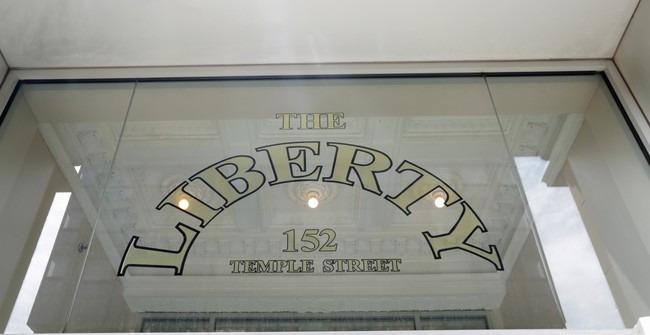 THE
LIBERTY
152
TEMPLE STREET